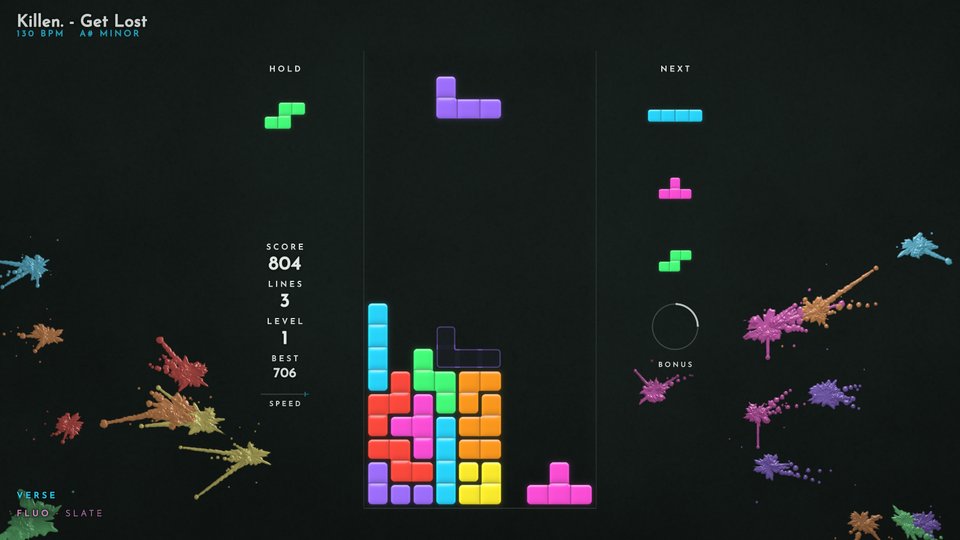 Killen. - Get Lost
130 BPM A# MINOR
HOLD
NEXT
SCORE
804
LINES
3
LEVEL
1
BEST
706
SPEED
BONUS
VERSE
FLUO - SLATE